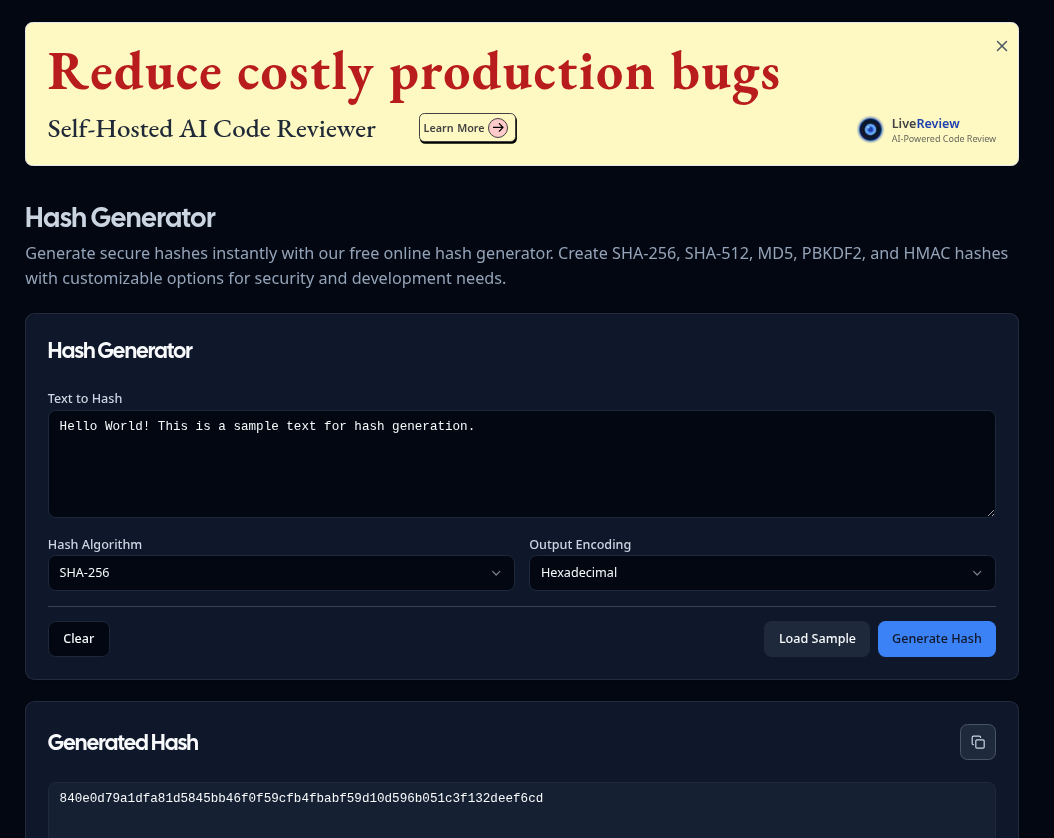 Reduce costly production bugs
Self-Hosted AI Code Reviewer
Learn More
LiveReview
AI-Powered Code Review
Hash Generator
Generate secure hashes instantly with our free online hash generator. Create SHA-256, SHA-512, MD5, PBKDF2, and HMAC hashes
with customizable options for security and development needs.
Hash Generator
Text to Hash
Hello World! This is a sample text for hash generation.
Hash Algorithm
Output Encoding
SHA-256
Hexadecimal
Clear
Load Sample
Generate Hash
Generated Hash
840e0d79a1dfa81d5845bb46f0f59cfb4fbabf59d10d596b051c3f132deef6cd